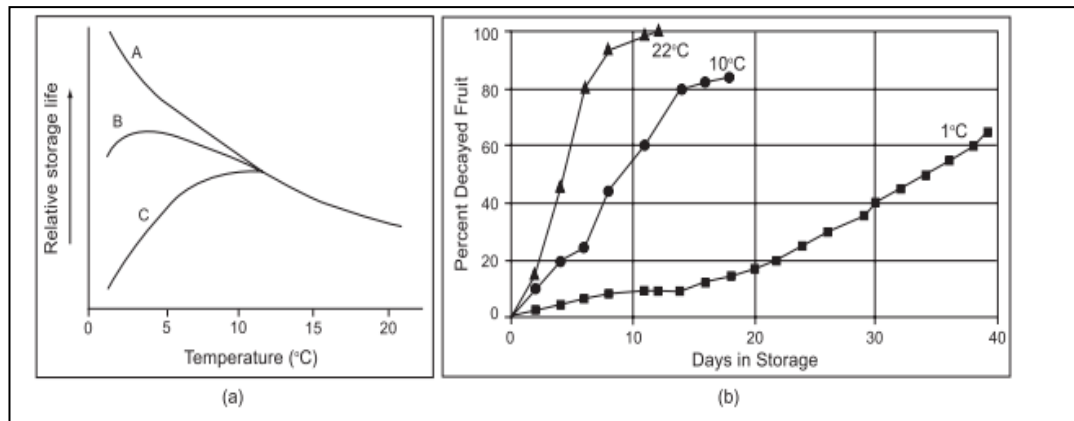 A
B
C
Relative storage life
0 5 10 15 20
Temperature (°C)
(a)
100
80
60
40
20
0
Percent Decayed Fruit
22°C
10°C
1°C
0 10 20 30 40
Days in Storage
(b)